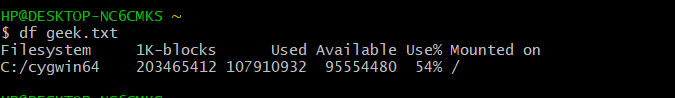 HP@DESKTOP-NC6CMKS ~
$ df geek.txt
Filesystem     1K-blocks      Used Available Use% Mounted on
C:/cygwin64    203465412 107910932  95554480  54% /